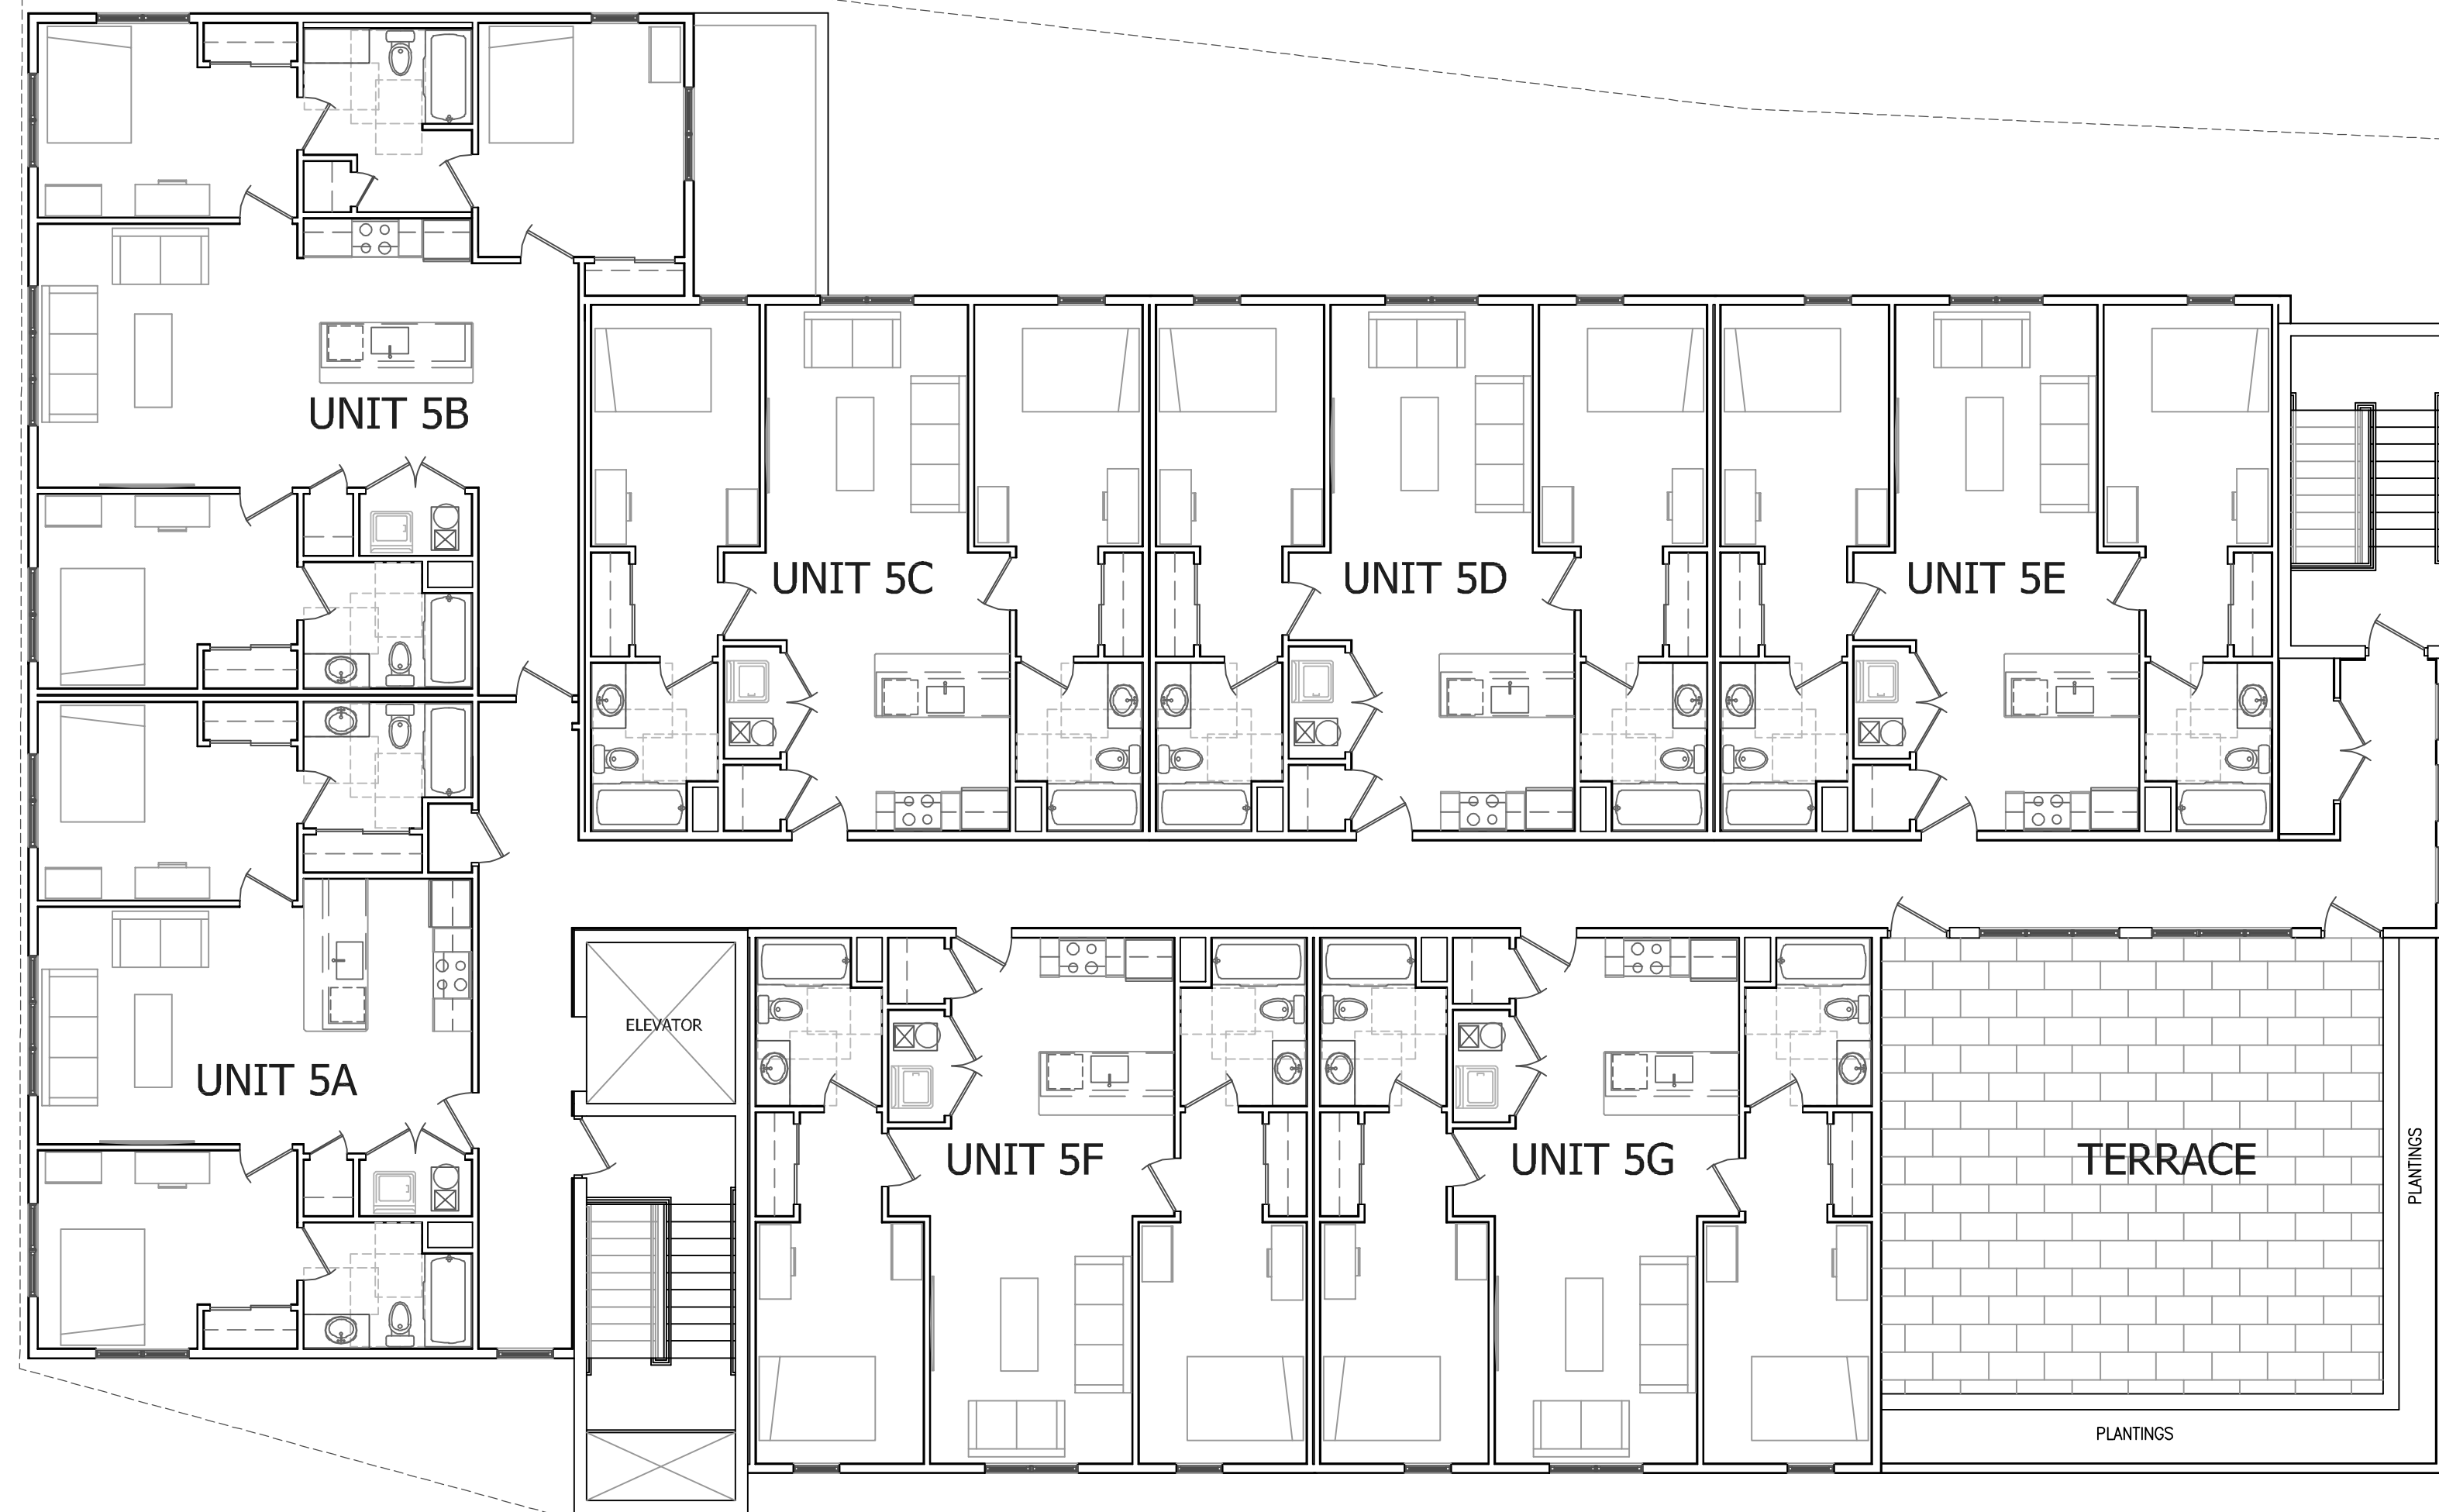 UNIT 5B
UNIT 5C
UNIT 5D
UNIT 5E
ELEVATOR
UNIT 5A
UNIT 5F
UNIT 5G
TERRACE
PLANTINGS
PLANTINGS